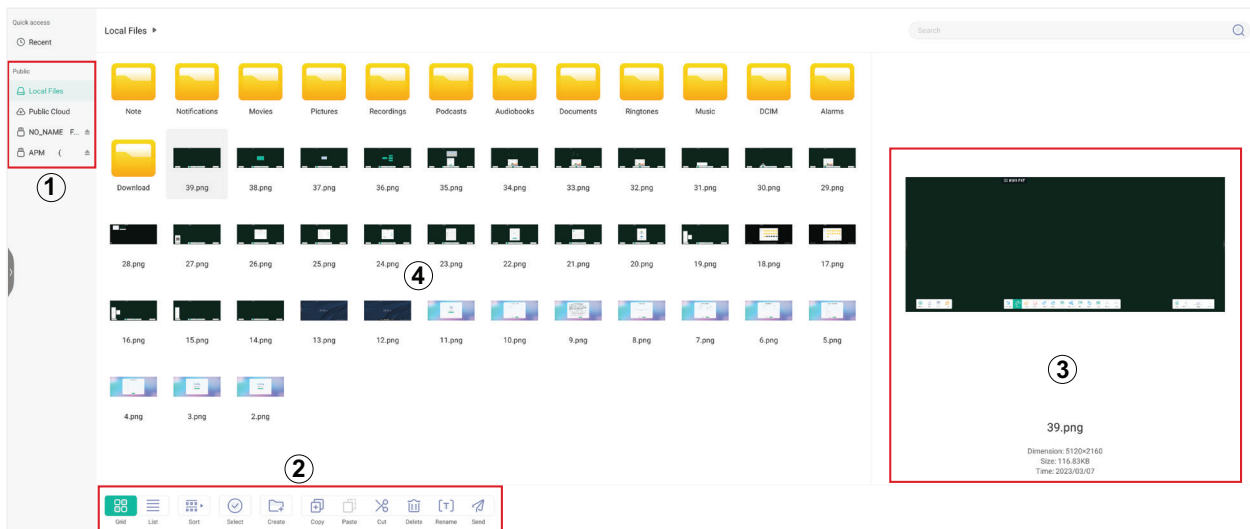 Quick access
Recent
Public
Local Files
Public Cloud
NO_NAME F...
APM (
1
Local Files
Search
Note Notifications Movies Pictures Recordings Podcasts Audiobooks Documents Ringtones Music DCIM Alarms
Download 39.png 38.png 37.png 36.png 35.png 34.png 33.png 32.png 31.png 30.png 29.png
28.png 27.png 26.png 25.png 24.png 23.png 22.png 21.png 20.png 19.png 18.png 17.png
4
16.png 15.png 14.png 13.png 12.png 11.png 10.png 9.png 8.png 7.png 6.png 5.png
4.png 3.png 2.png
2
Grid List Sort Select Create Copy Paste Cut Delete Rename Send
3
39.png
Dimension: 5120×2160
Size: 116.83KB
Time: 2023/03/07